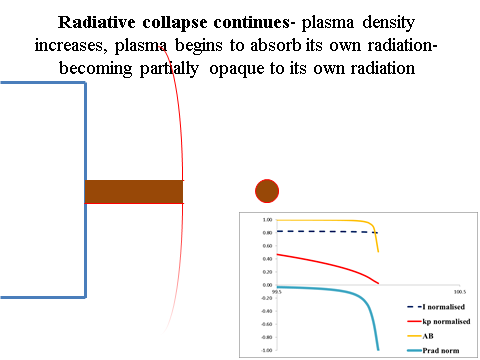 Radiative collapse continues- plasma density
increases, plasma begins to absorb its own radiation-
becoming partially opaque to its own radiation
1.00
0.80
0.60
0.40
0.20
0.00
99.5
100.5
-0.20
-0.40
-0.60
-0.80
-1.00
I normalised
kp normalised
AB
Prad norm